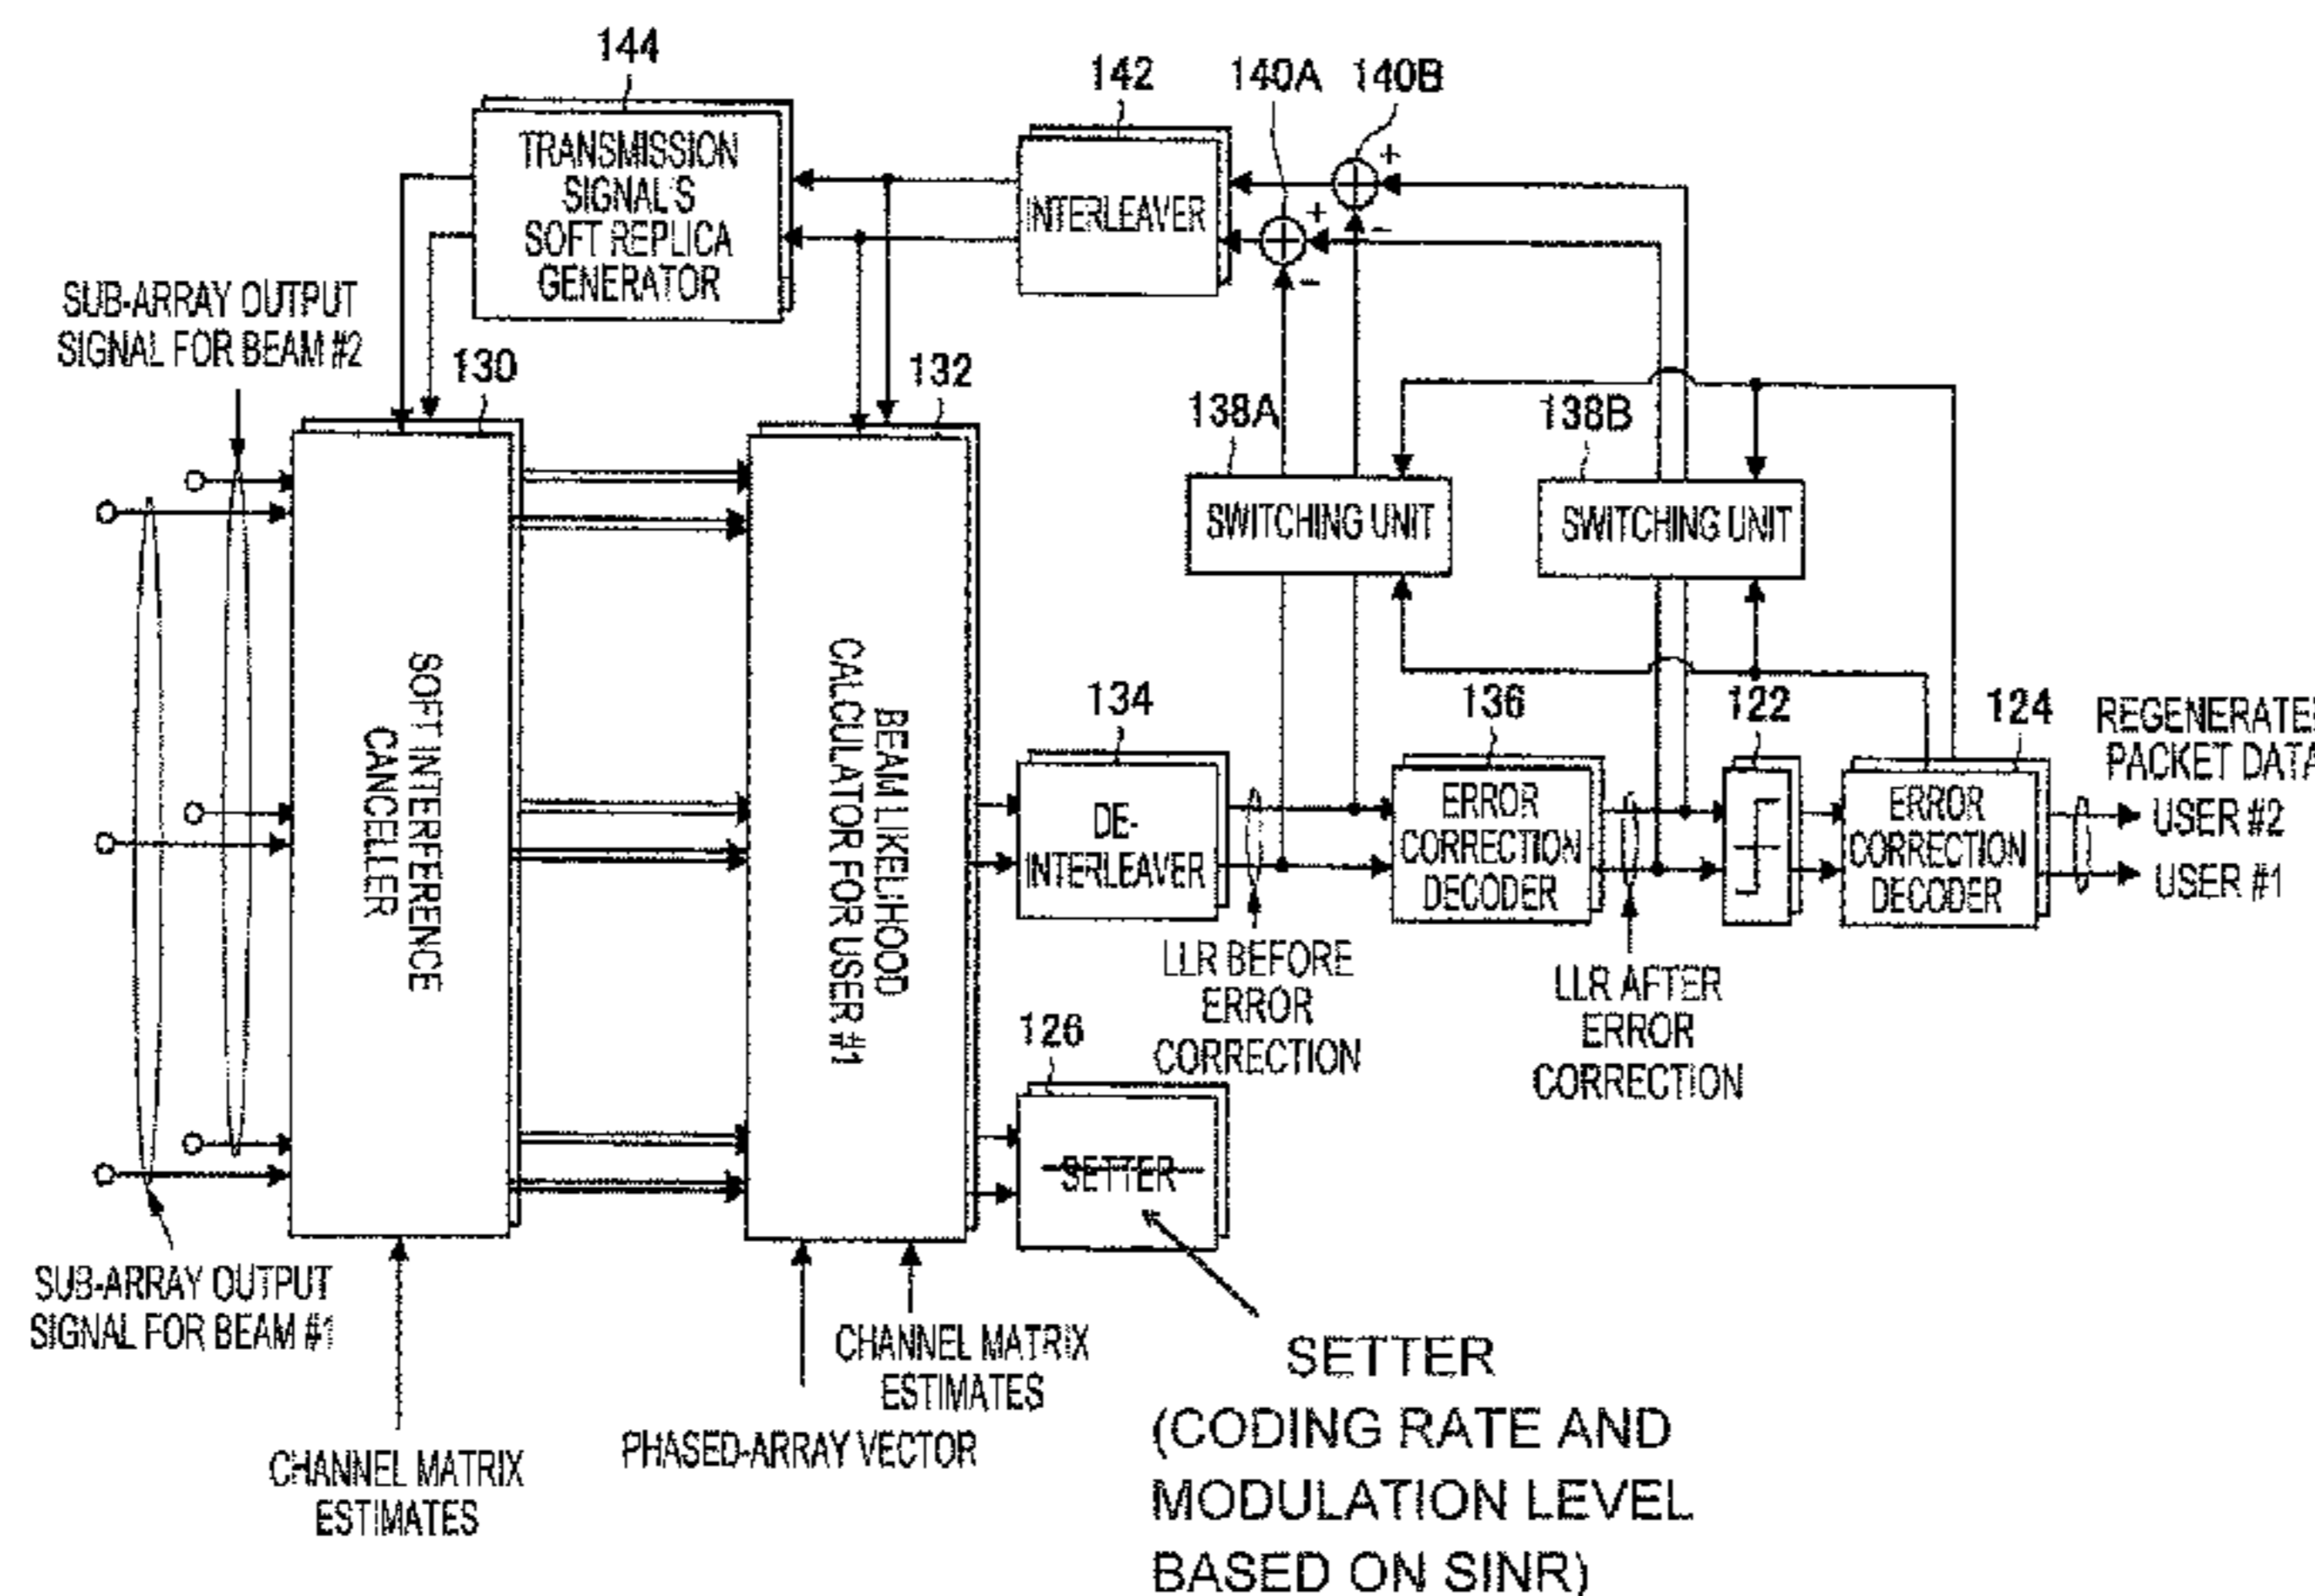 144
142
140A
140B
TRANSMISSION
SIGNAL'S
SOFT REPLICA
GENERATOR
INTERLEAVER
+
+
-
-
SUB-ARRAY OUTPUT
SIGNAL FOR BEAM #2
130
132
138A
138B
SWITCHING UNIT
SWITCHING UNIT
SOFT INTERFERENCE
CANCELLER
BEAM LIKELIHOOD
CALCULATOR FOR USER #1
134
136
122
124
REGENERATED
PACKET DATA
DE-
INTERLEAVER
ERROR
CORRECTION
DECODER
ERROR
CORRECTION
DECODER
USER #2
USER #1
LLR BEFORE
ERROR
CORRECTION
LLR AFTER
ERROR
CORRECTION
126
SETTER
SUB-ARRAY OUTPUT
SIGNAL FOR BEAM #1
CHANNEL MATRIX
ESTIMATES
PHASED-ARRAY VECTOR
CHANNEL MATRIX
ESTIMATES
SETTER
(CODING RATE AND
MODULATION LEVEL
BASED ON SINR)